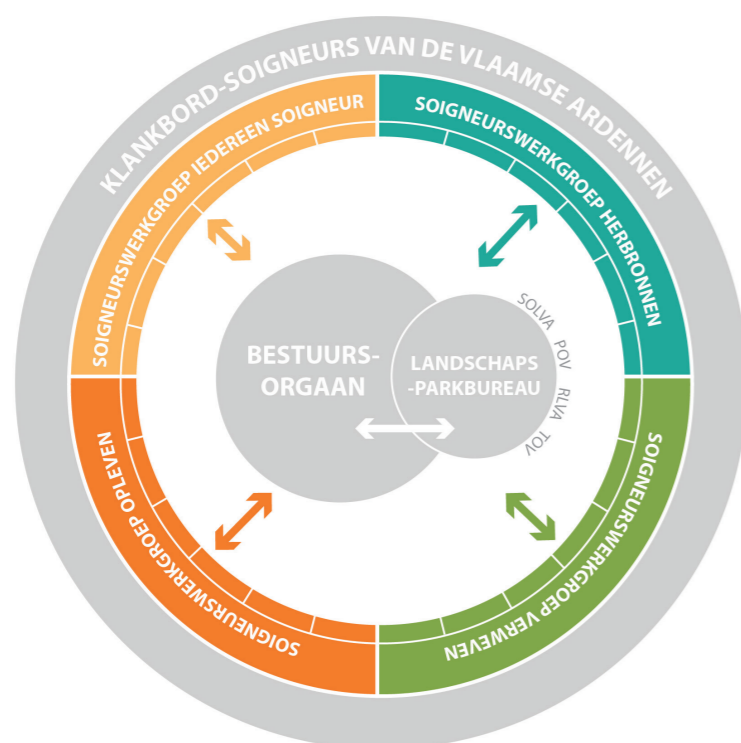 KLANKBORD-SOIGNEURS VAN DE VLAAMSE ARDENNEN
SOIGNEURSWERKGROEP IEDEREEN SOIGNEUR
SOIGNEURSWERKGROEP HERBRONNEN
BESTUURS-
ORGAAN
LANDSCHAPS
-PARKBUREAU
SOLVA
POV
RLVA
TOV
SOIGNEURSWERKGROEP OPLEVEN
SOIGNEURSWERKGROEP VERWEVEN